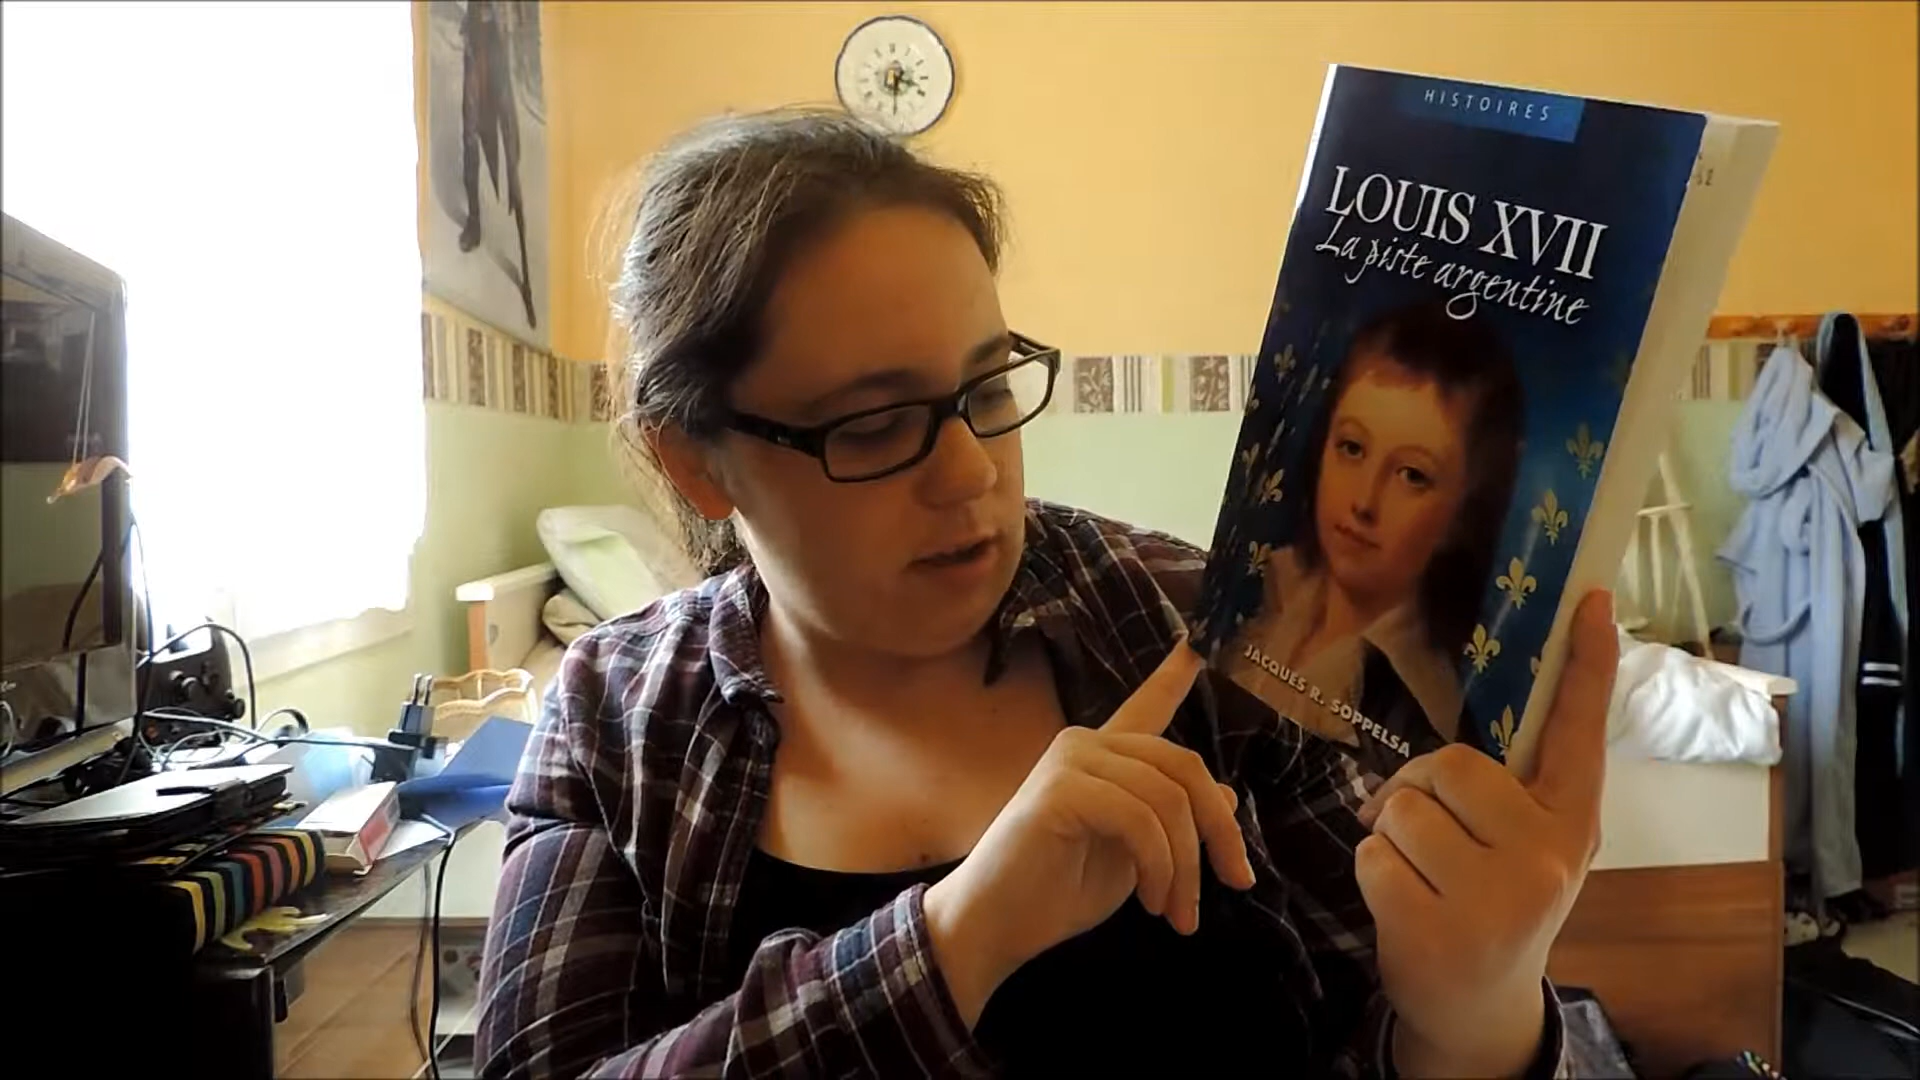 HISTOIRES
LOUIS XVII
La piste argentine
JACQUES R. SOPPELSA